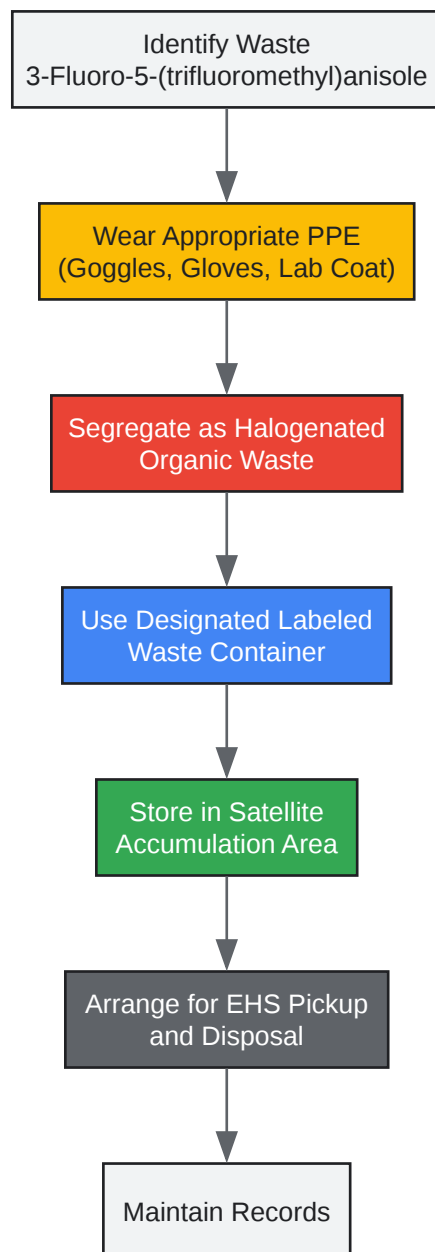 Identify Waste
3-Fluoro-5-(trifluoromethyl)anisole
Wear Appropriate PPE
(Goggles, Gloves, Lab Coat)
Segregate as Halogenated
Organic Waste
Use Designated Labeled
Waste Container
Store in Satellite
Accumulation Area
Arrange for EHS Pickup
and Disposal
Maintain Records